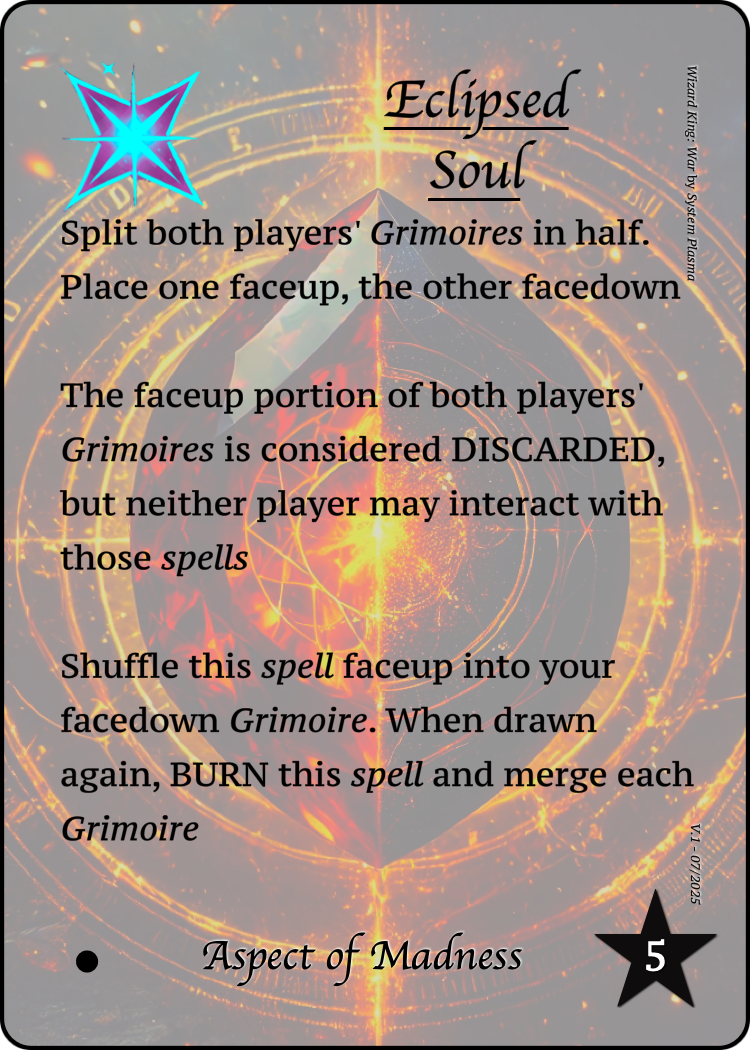 Eclipsed
Soul
Wizard King: War by System Plasma
Split both players' Grimoires in half.
Place one faceup, the other facedown
The faceup portion of both players'
Grimoires is considered DISCARDED,
but neither player may interact with
those spells
Shuffle this spell faceup into your
facedown Grimoire. When drawn
again, BURN this spell and merge each
Grimoire
V.1 - 07/2025
Aspect of Madness
5